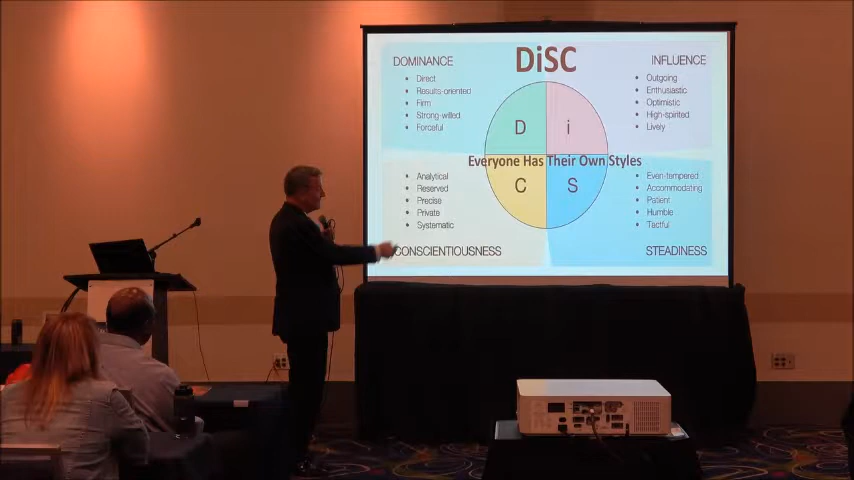 DiSC
DOMINANCE
• Direct
• Results-oriented
• Firm
• Strong-willed
• Forceful
INFLUENCE
• Outgoing
• Enthusiastic
• Optimistic
• High-spirited
• Lively
D
i
Everyone Has Their Own Styles
C
S
• Analytical
• Reserved
• Precise
• Private
• Systematic
CONSCIENTIOUSNESS
• Even-tempered
• Accommodating
• Patient
• Humble
• Tactful
STEADINESS